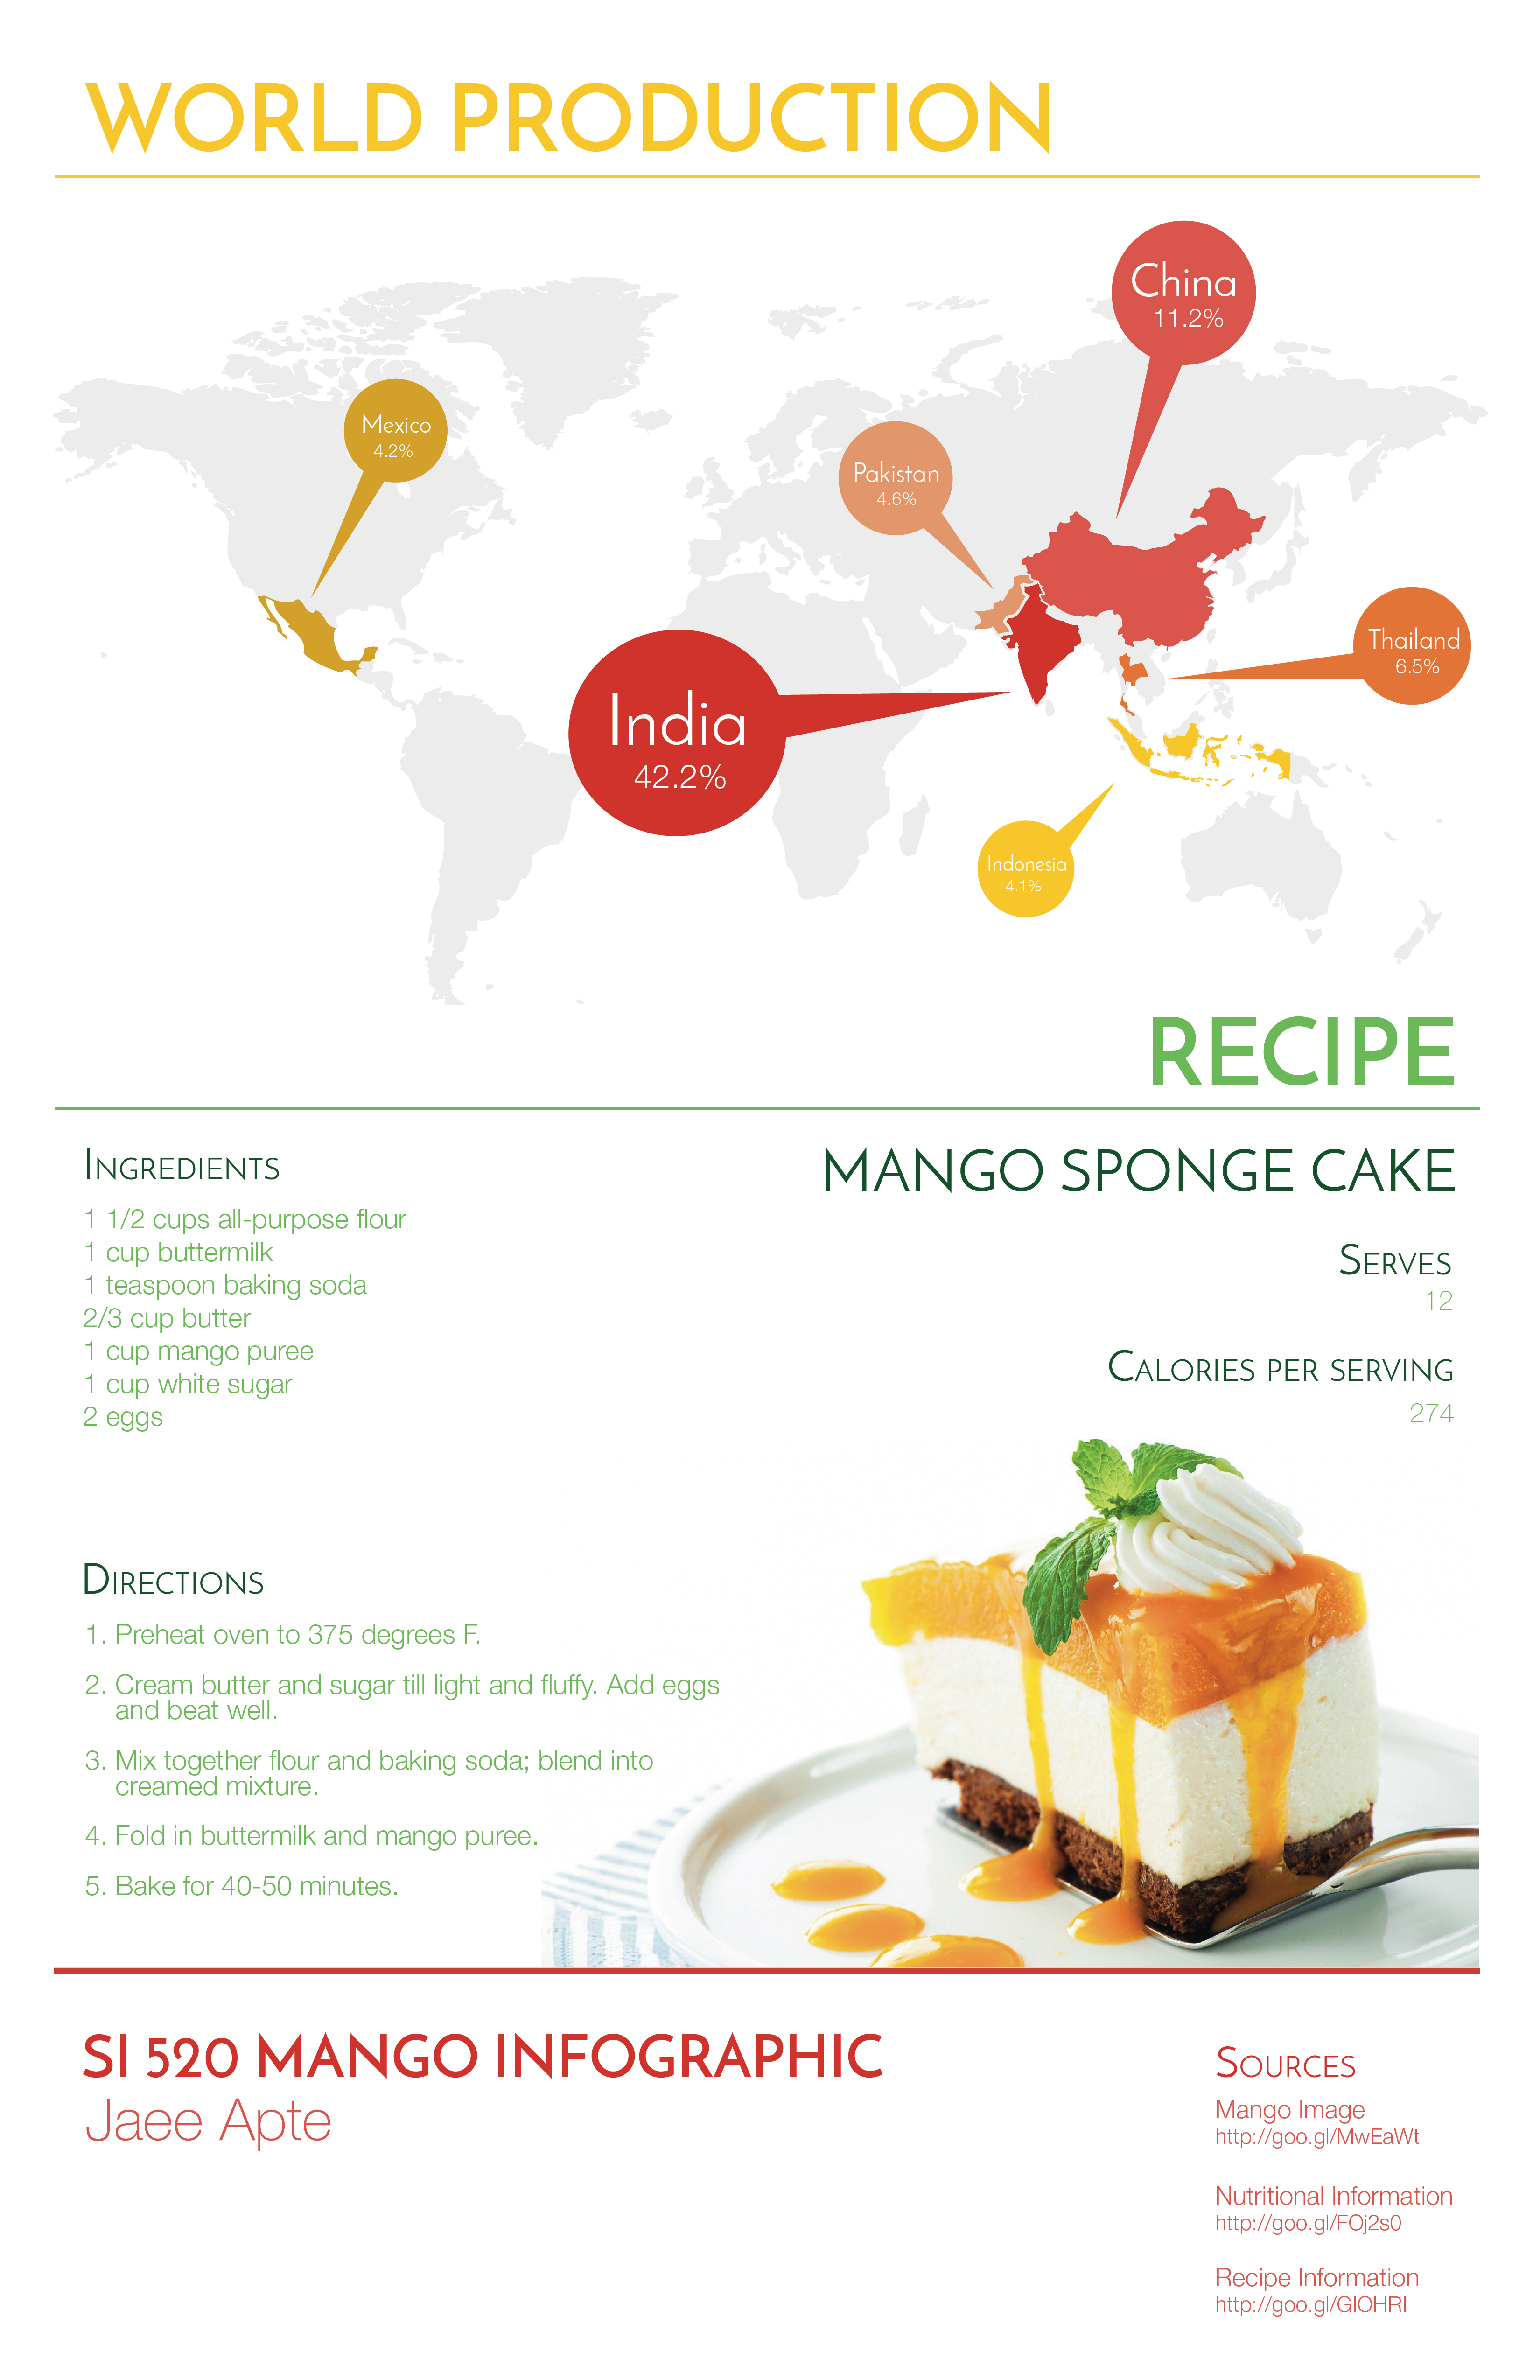 WORLD PRODUCTION
China
11.2%
Mexico
4.2%
Pakistan
4.6%
Thailand
6.5%
India
42.2%
Indonesia
4.1%
RECIPE
MANGO SPONGE CAKE
INGREDIENTS
1 1/2 cups all-purpose flour
1 cup buttermilk
1 teaspoon baking soda
2/3 cup butter
1 cup mango puree
1 cup white sugar
2 eggs
SERVES
12
CALORIES PER SERVING
274
DIRECTIONS
1. Preheat oven to 375 degrees F.
2. Cream butter and sugar till light and fluffy. Add eggs
and beat well.
3. Mix together flour and baking soda; blend into
creamed mixture.
4. Fold in buttermilk and mango puree.
5. Bake for 40-50 minutes.
SI 520 MANGO INFOGRAPHIC
Jaee Apte
SOURCES
Mango Image
http://goo.gl/MwEaWt
Nutritional Information
http://goo.gl/FOj2s0
Recipe Information
http://goo.gl/GIOHRI